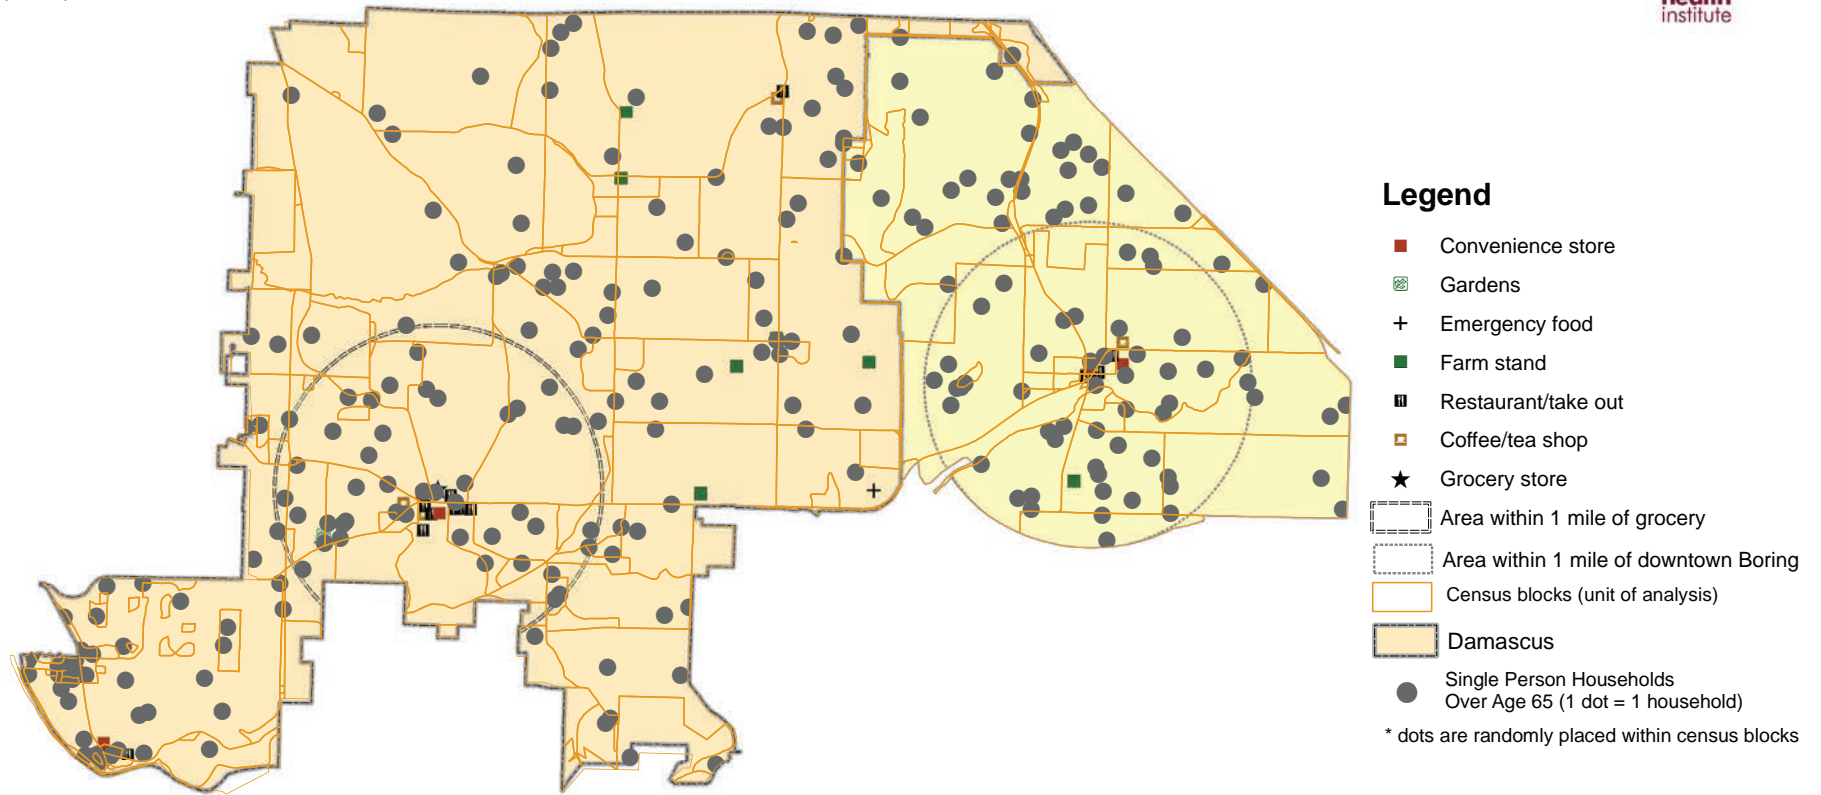 health
institute
Legend
Convenience store
Gardens
Emergency food
Farm stand
Restaurant/take out
Coffee/tea shop
Grocery store
Area within 1 mile of grocery
Area within 1 mile of downtown Boring
Census blocks (unit of analysis)
Damascus
Single Person Households
Over Age 65 (1 dot = 1 household)
* dots are randomly placed within census blocks